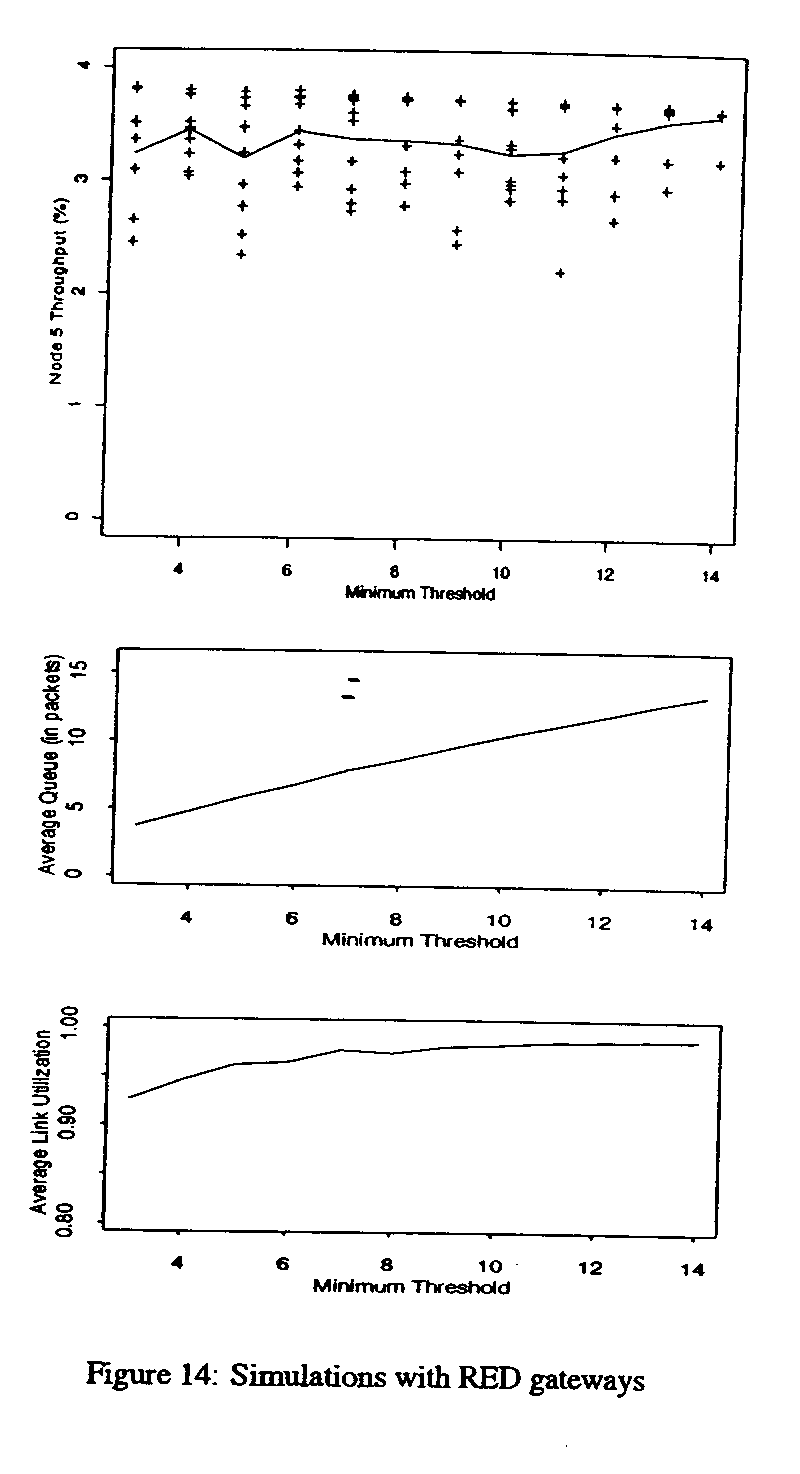 Node 5 Throughput (%)
0 1 2 3 4
4 6 8 10 12 14
Minimum Threshold
Average Queue (in packets)
0 5 10 15
4 6 8 10 12 14
Minimum Threshold
Average Link Utilization
0.80 0.90 1.00
4 6 8 10 12 14
Minimum Threshold
Figure 14: Simulations with RED gateways